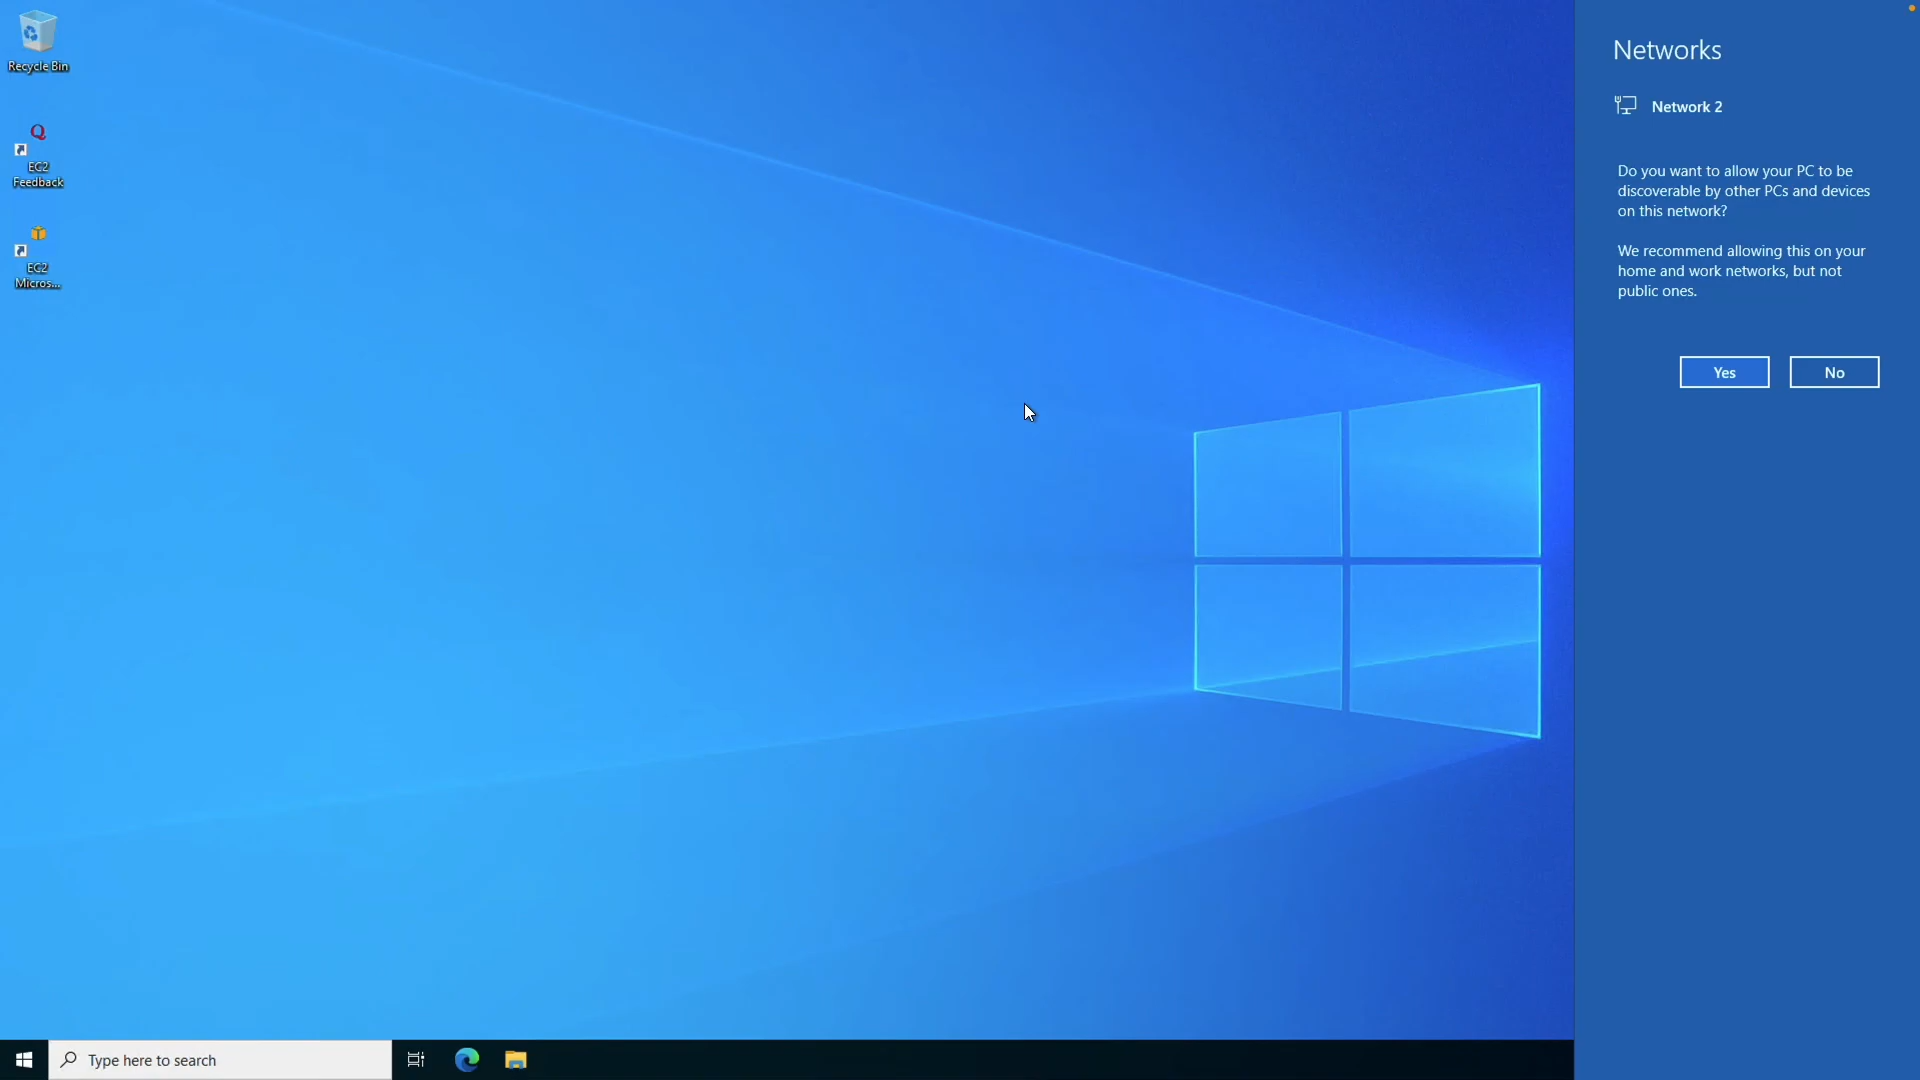 Recycle Bin
EC2
Feedback
EC2
Micros...
Networks
Network 2
Do you want to allow your PC to be
discoverable by other PCs and devices
on this network?
We recommend allowing this on your
home and work networks, but not
public ones.
Yes
No
Type here to search